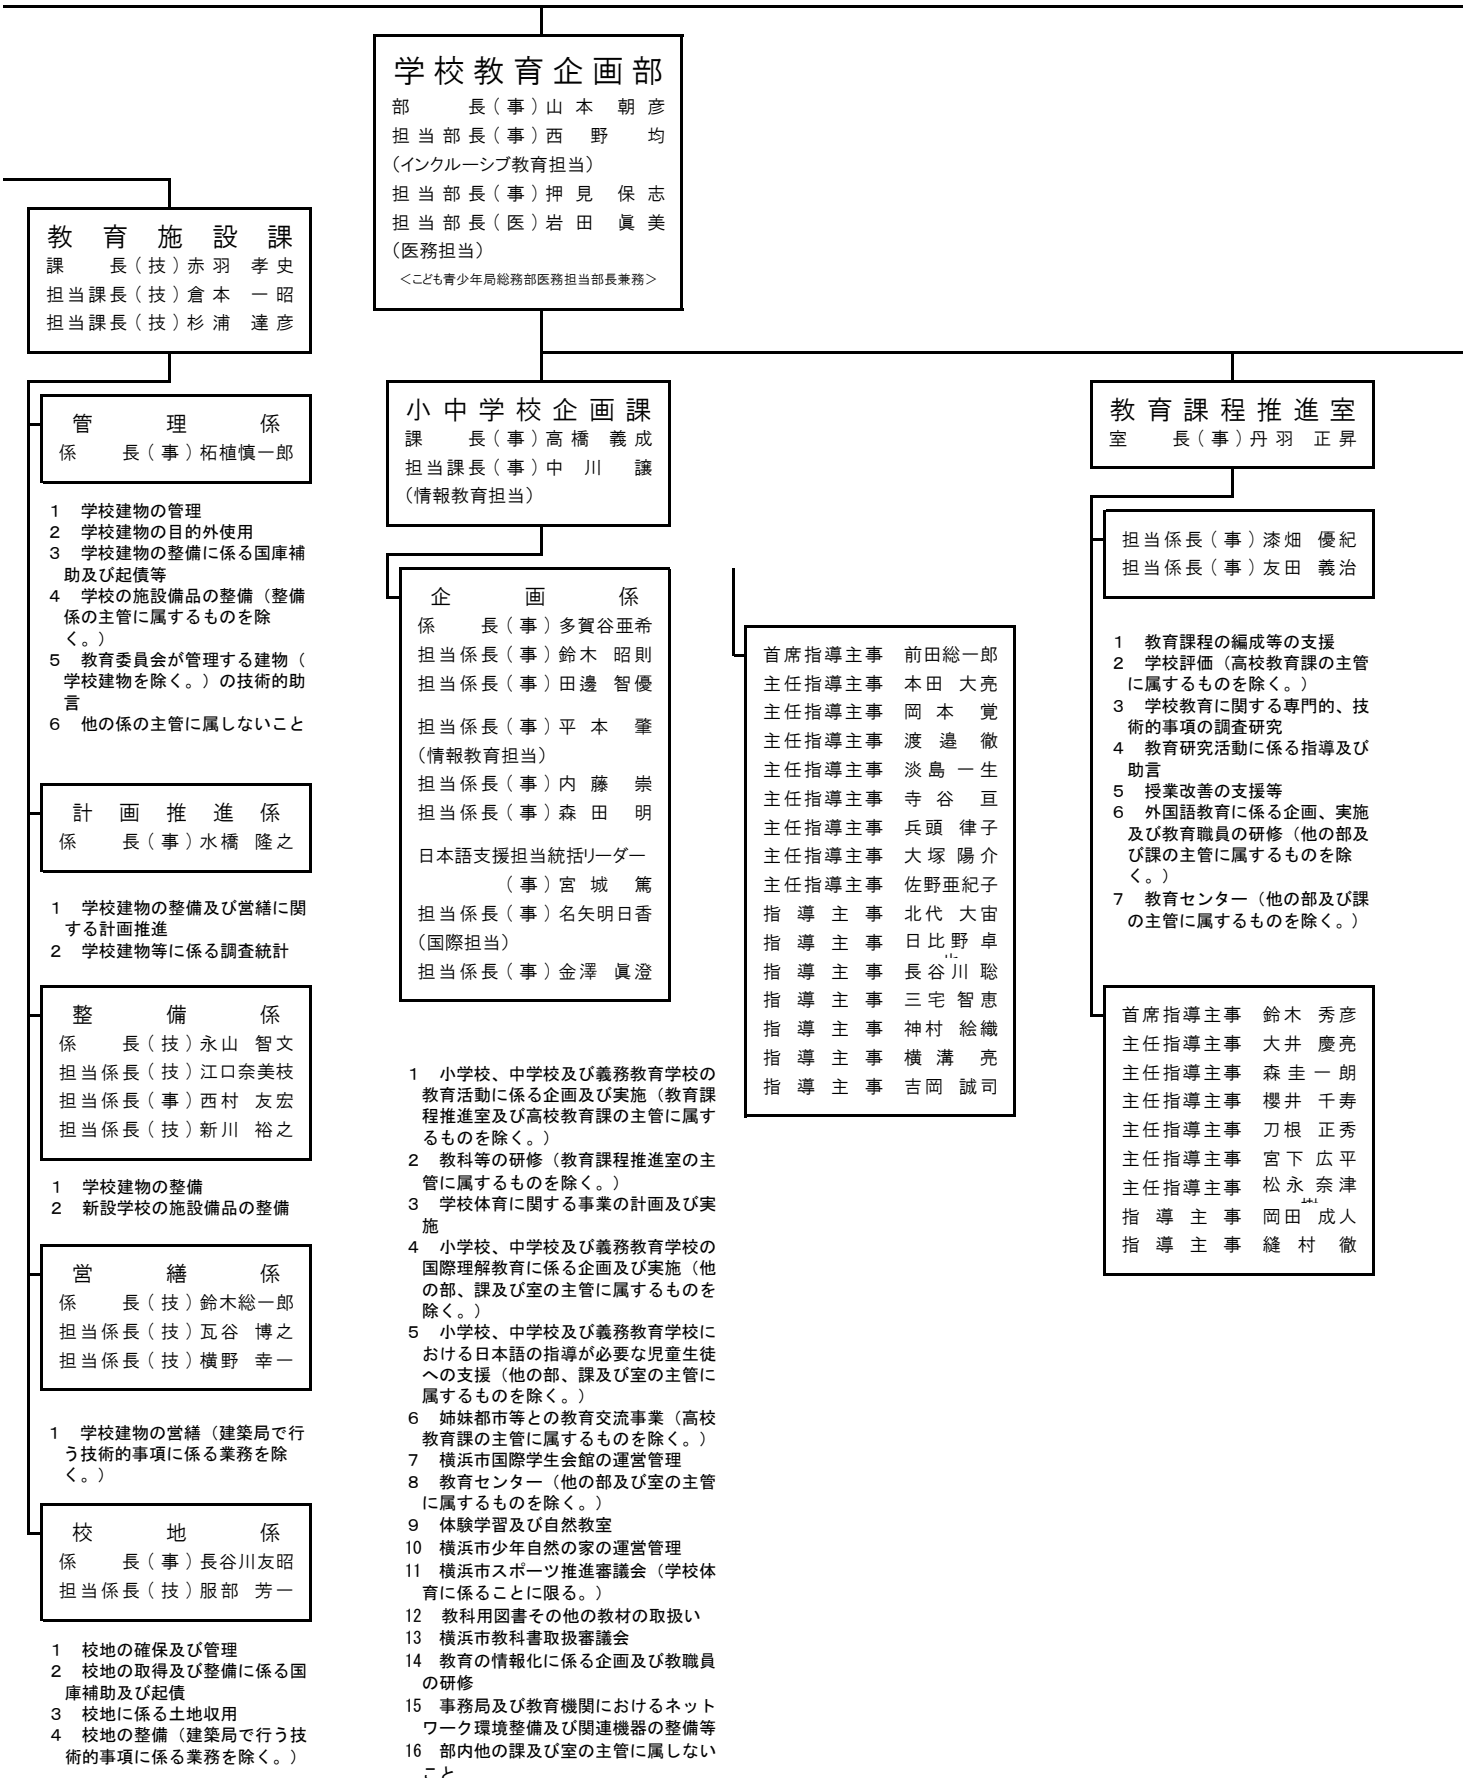 学校教育企画部
部長(事)山本 朝彦
担当部長(事)西野 均
(インクルーシブ教育担当)
担当部長(事)押見 保志
担当部長(医)岩田 眞美
(医務担当)
＜こども青少年局総務部医務担当部長兼務＞
教育施設課
課長(技)赤羽 孝史
担当課長(技)倉本 一昭
担当課長(技)杉浦 達彦
管理係
係長(事)柘植慎一郎
1 学校建物の管理
2 学校建物の目的外使用
3 学校建物の整備に係る国庫補
助及び起債等
4 学校の施設備品の整備（整備
係の主管に属するものを除
く。）
5 教育委員会が管理する建物（
学校建物を除く。）の技術的助
言
6 他の係の主管に属しないこと
計画推進係
係長(事)水橋 隆之
1 学校建物の整備及び営繕に関
する計画推進
2 学校建物等に係る調査統計
整備係
係長(技)永山 智文
担当係長(技)江口奈美枝
担当係長(事)西村 友宏
担当係長(技)新川 裕之
1 学校建物の整備
2 新設学校の施設備品の整備
営繕係
係長(技)鈴木総一郎
担当係長(技)瓦谷 博之
担当係長(技)横野 幸一
1 学校建物の営繕（建築局で行
う技術的事項に係る業務を除
く。）
校地係
係長(事)長谷川友昭
担当係長(技)服部 芳一
1 校地の確保及び管理
2 校地の取得及び整備に係る国
庫補助及び起債
3 校地に係る土地収用
4 校地の整備（建築局で行う技
術的事項に係る業務を除く。）
小中学校企画課
課長(事)高橋 義成
担当課長(事)中川 譲
(情報教育担当)
企画係
係長(事)多賀谷亜希
担当係長(事)鈴木 昭則
担当係長(事)田邊 智優
担当係長(事)平本 肇
(情報教育担当)
担当係長(事)内藤 崇
担当係長(事)森田 明
日本語支援担当統括リーダー
(事)宮城 篤
担当係長(事)名矢明日香
(国際担当)
担当係長(事)金澤 眞澄
1 小学校、中学校及び義務教育学校の
教育活動に係る企画及び実施（教育課
程推進室及び高校教育課の主管に属す
るものを除く。）
2 教科等の研修（教育課程推進室の主
管に属するものを除く。）
3 学校体育に関する事業の計画及び実
施
4 小学校、中学校及び義務教育学校の
国際理解教育に係る企画及び実施（他
の部、課及び室の主管に属するものを
除く。）
5 小学校、中学校及び義務教育学校に
おける日本語の指導が必要な児童生徒
への支援（他の部、課及び室の主管に
属するものを除く。）
6 姉妹都市等との教育交流事業（高校
教育課の主管に属するものを除く。）
7 横浜市国際学生会館の運営管理
8 教育センター（他の部及び室の主管
に属するものを除く。）
9 体験学習及び自然教室
10 横浜市少年自然の家の運営管理
11 横浜市スポーツ推進審議会（学校体
育に係ることに限る。）
12 教科用図書その他の教材の取扱い
13 横浜市教科書取扱審議会
14 教育の情報化に係る企画及び教職員
の研修
15 事務局及び教育機関におけるネット
ワーク環境整備及び関連機器の整備等
16 部内他の課及び室の主管に属しない
こと
首席指導主事 前田総一郎
主任指導主事 本田 大亮
主任指導主事 岡本 覚
主任指導主事 渡邉 徹
主任指導主事 淡島 一生
主任指導主事 寺谷 亘
主任指導主事 兵頭 律子
主任指導主事 大塚 陽介
主任指導主事 佐野亜紀子
指導主事 北代 大宙
指導主事 日比野 卓
指導主事 長谷川 聡
指導主事 三宅 智恵
指導主事 神村 絵織
指導主事 横溝 亮
指導主事 吉岡 誠司
教育課程推進室
室長(事)丹羽 正昇
担当係長(事)漆畑 優紀
担当係長(事)友田 義治
1 教育課程の編成等の支援
2 学校評価（高校教育課の主管
に属するものを除く。）
3 学校教育に関する専門的、技
術的事項の調査研究
4 教育研究活動に係る指導及び
助言
5 授業改善の支援等
6 外国語教育に係る企画、実施
及び教育職員の研修（他の部及
び課の主管に属するものを除
く。）
7 教育センター（他の部及び課
の主管に属するものを除く。）
首席指導主事 鈴木 秀彦
主任指導主事 大井 慶亮
主任指導主事 森圭一朗
主任指導主事 櫻井 千寿
主任指導主事 刀根 正秀
主任指導主事 宮下 広平
主任指導主事 松永 奈津
指導主事 岡田 成人
指導主事 縫村 徹